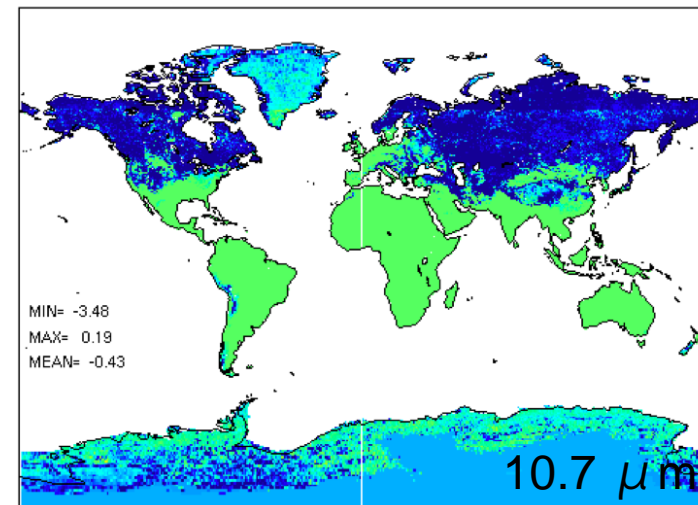 MIN= -3.48
MAX= 0.19
MEAN= -0.43
10.7 μm